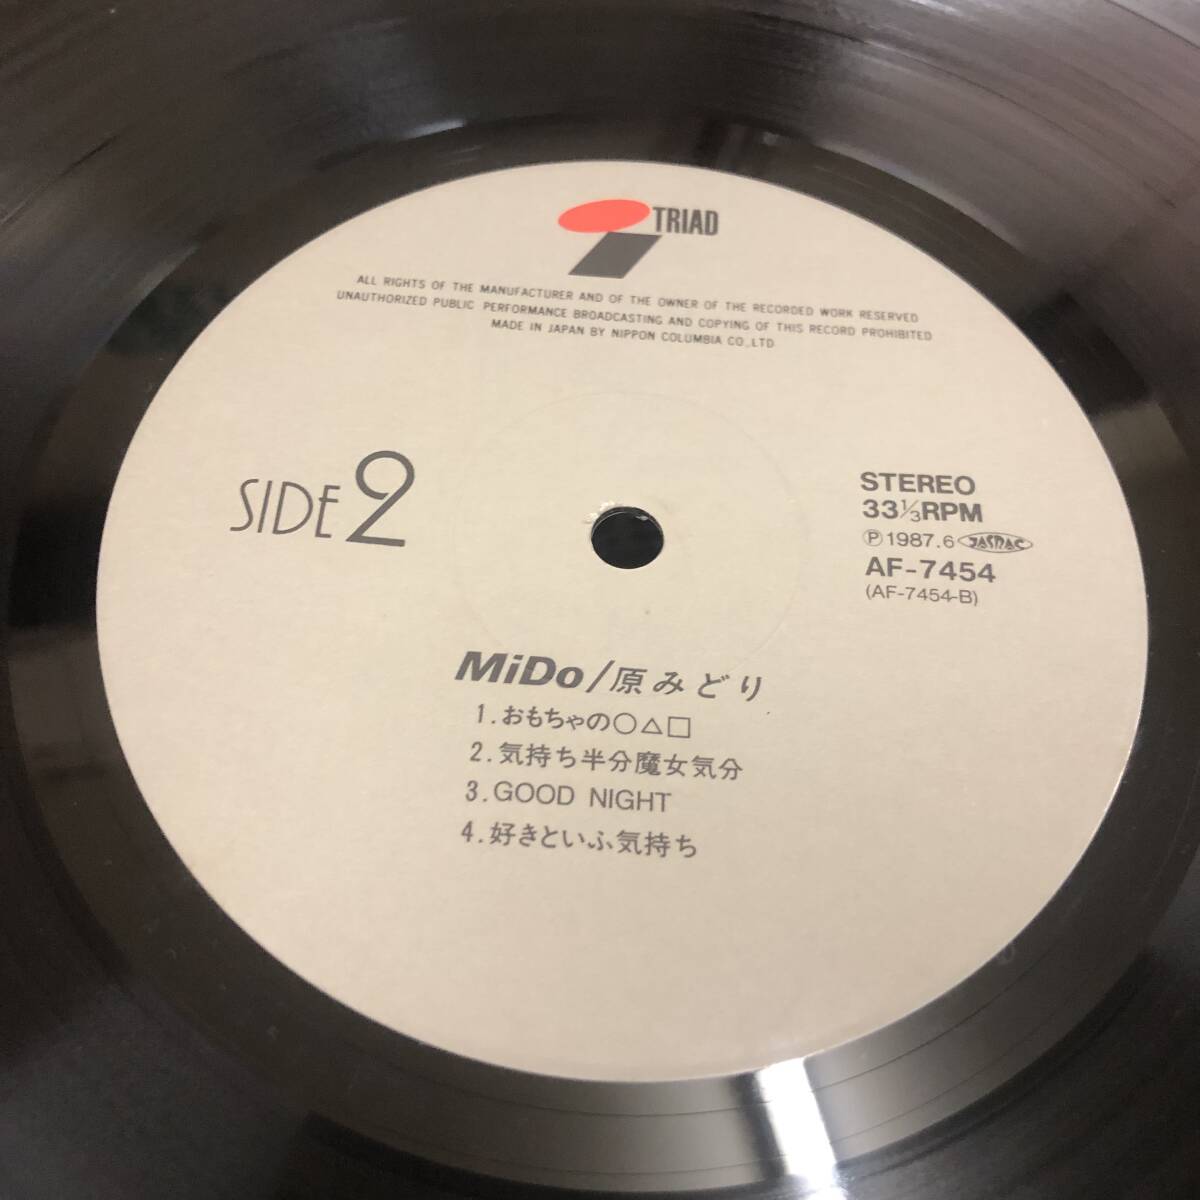 TRIAD
ALL RIGHTS OF THE MANUFACTURER AND OF THE OWNER OF THE RECORDED WORK RESERVED
UNAUTHORIZED PUBLIC PERFORMANCE BROADCASTING AND COPYING OF THIS RECORD PROHIBITED
MADE IN JAPAN BY NIPPON COLUMBIA CO.,LTD
SIDE 2
STEREO
33⅓RPM
Ⓟ1987.6 JASRAC
AF-7454
(AF-7454-B)
MiDo/原みどり
1.おもちゃの○△□
2.気持ち半分魔女気分
3.GOOD NIGHT
4.好きといふ気持ち